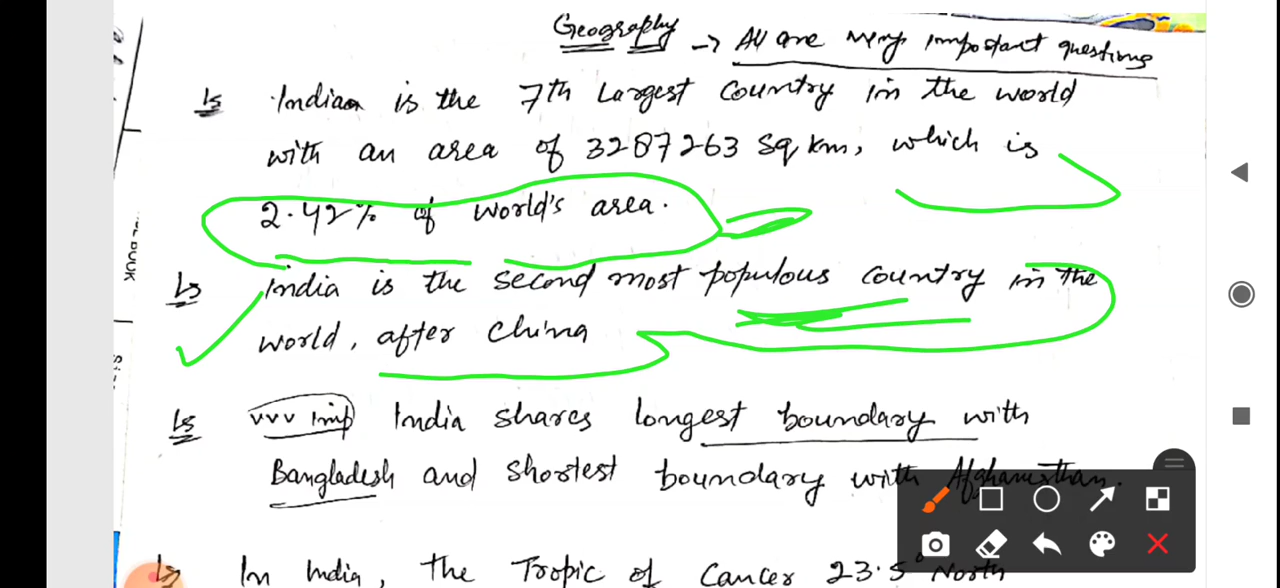 Geography → All are very important questions
Indian is the 7th Largest Country in the world
with an area of 3287263 sq km, which is
2.42% of world's area.
India is the second most populous country in the
world, after China
vvv imp India shares longest boundary with
Bangladesh and shortest boundary with Afghanisthan.
In India, the Tropic of Cancer 23.5° North